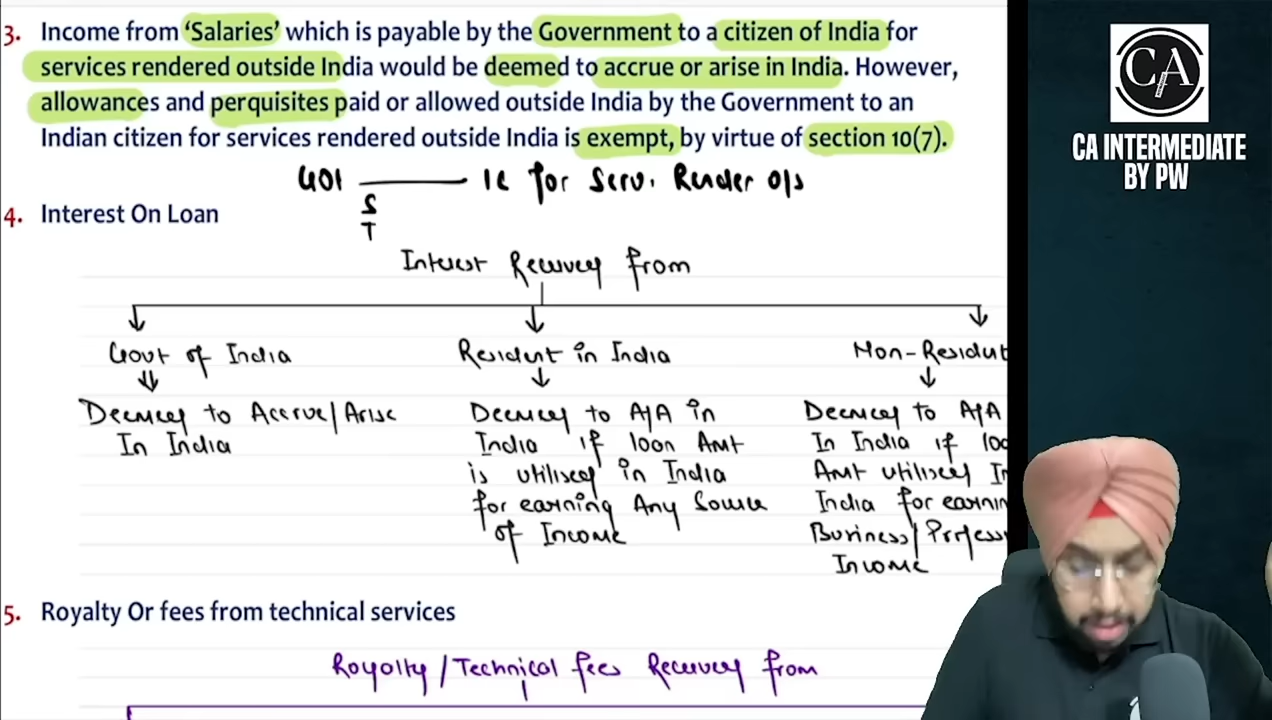 3. Income from ‘Salaries’ which is payable by the Government to a citizen of India for
services rendered outside India would be deemed to accrue or arise in India. However,
allowances and perquisites paid or allowed outside India by the Government to an
Indian citizen for services rendered outside India is exempt, by virtue of section 10(7).
GOI IC for Serv. Render O/s
S
T
4. Interest On Loan
Interest Received from
Govt of India
Deemed to Accrue/Arise
In India
Resident in India
Deemed to A/A in
India if loan Amt
is utilised in India
for earning Any Source
of Income
Non-Resident
Deemed to A/A
In India if loa
Amt utilised In
India for earnin
Business/Profess
Income
5. Royalty Or fees from technical services
Royalty/Technical fees Received from
CA
CA INTERMEDIATE
BY PW